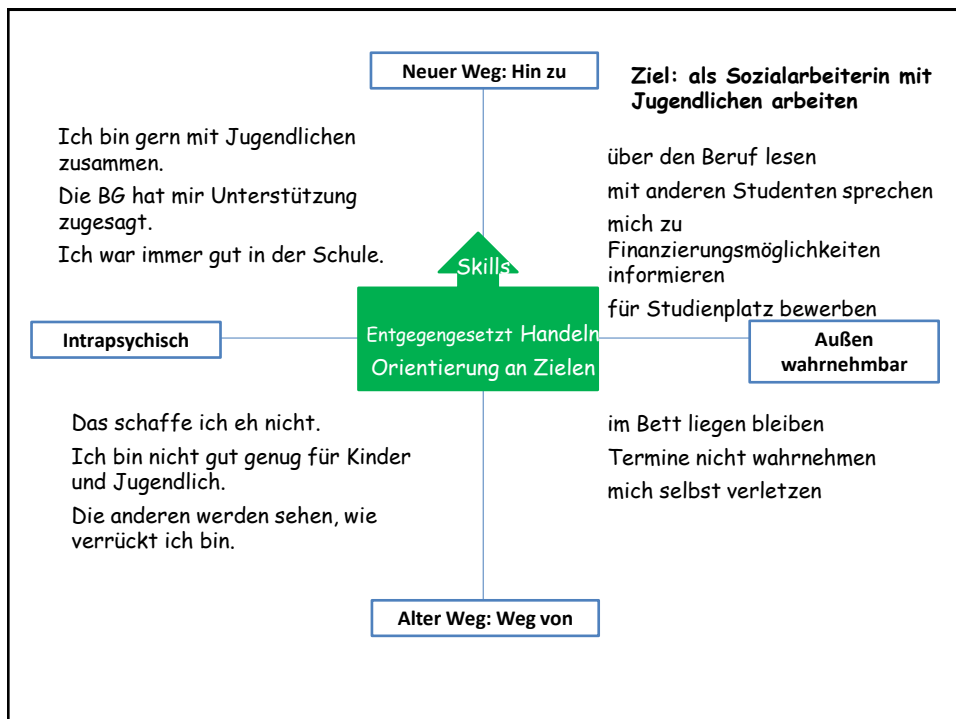 Neuer Weg: Hin zu
Ziel: als Sozialarbeiterin mit
Jugendlichen arbeiten
Ich bin gern mit Jugendlichen
zusammen.
Die BG hat mir Unterstützung
zugesagt.
Ich war immer gut in der Schule.
über den Beruf lesen
mit anderen Studenten sprechen
mich zu
Finanzierungsmöglichkeiten
informieren
für Studienplatz bewerben
Skills
Entgegengesetzt Handeln
Orientierung an Zielen
Intrapsychisch
Außen
wahrnehmbar
Das schaffe ich eh nicht.
Ich bin nicht gut genug für Kinder
und Jugendlich.
Die anderen werden sehen, wie
verrückt ich bin.
im Bett liegen bleiben
Termine nicht wahrnehmen
mich selbst verletzen
Alter Weg: Weg von